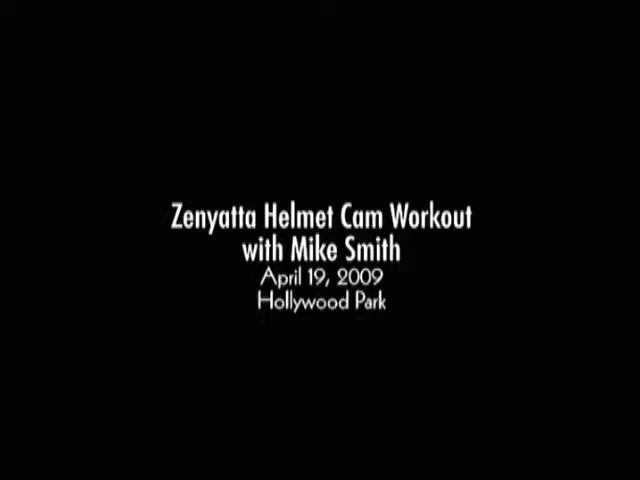 Zenyatta Helmet Cam Workout
with Mike Smith
April 19, 2009
Hollywood Park